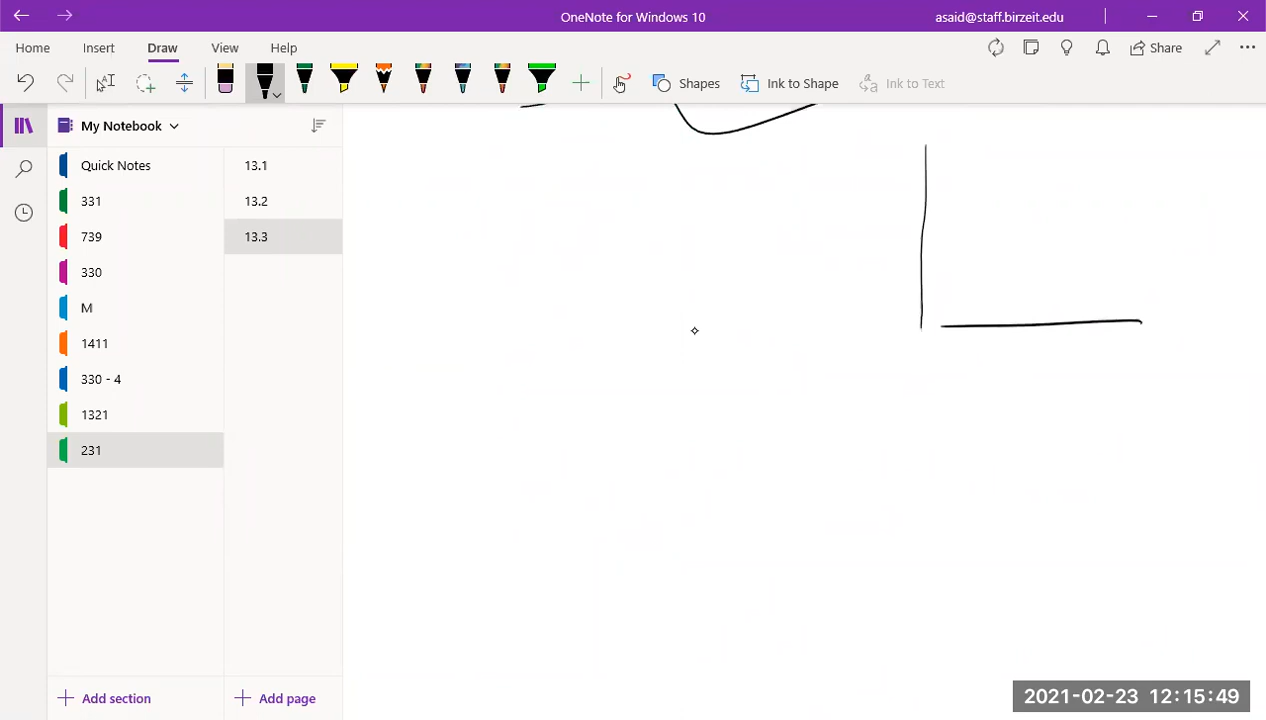 OneNote for Windows 10
asaid@staff.birzeit.edu
Home
Insert
Draw
View
Help
Share
Shapes
Ink to Shape
Ink to Text
My Notebook
Quick Notes
331
739
330
M
1411
330 - 4
1321
231
13.1
13.2
13.3
Add section
Add page
2021-02-23 12:15:49